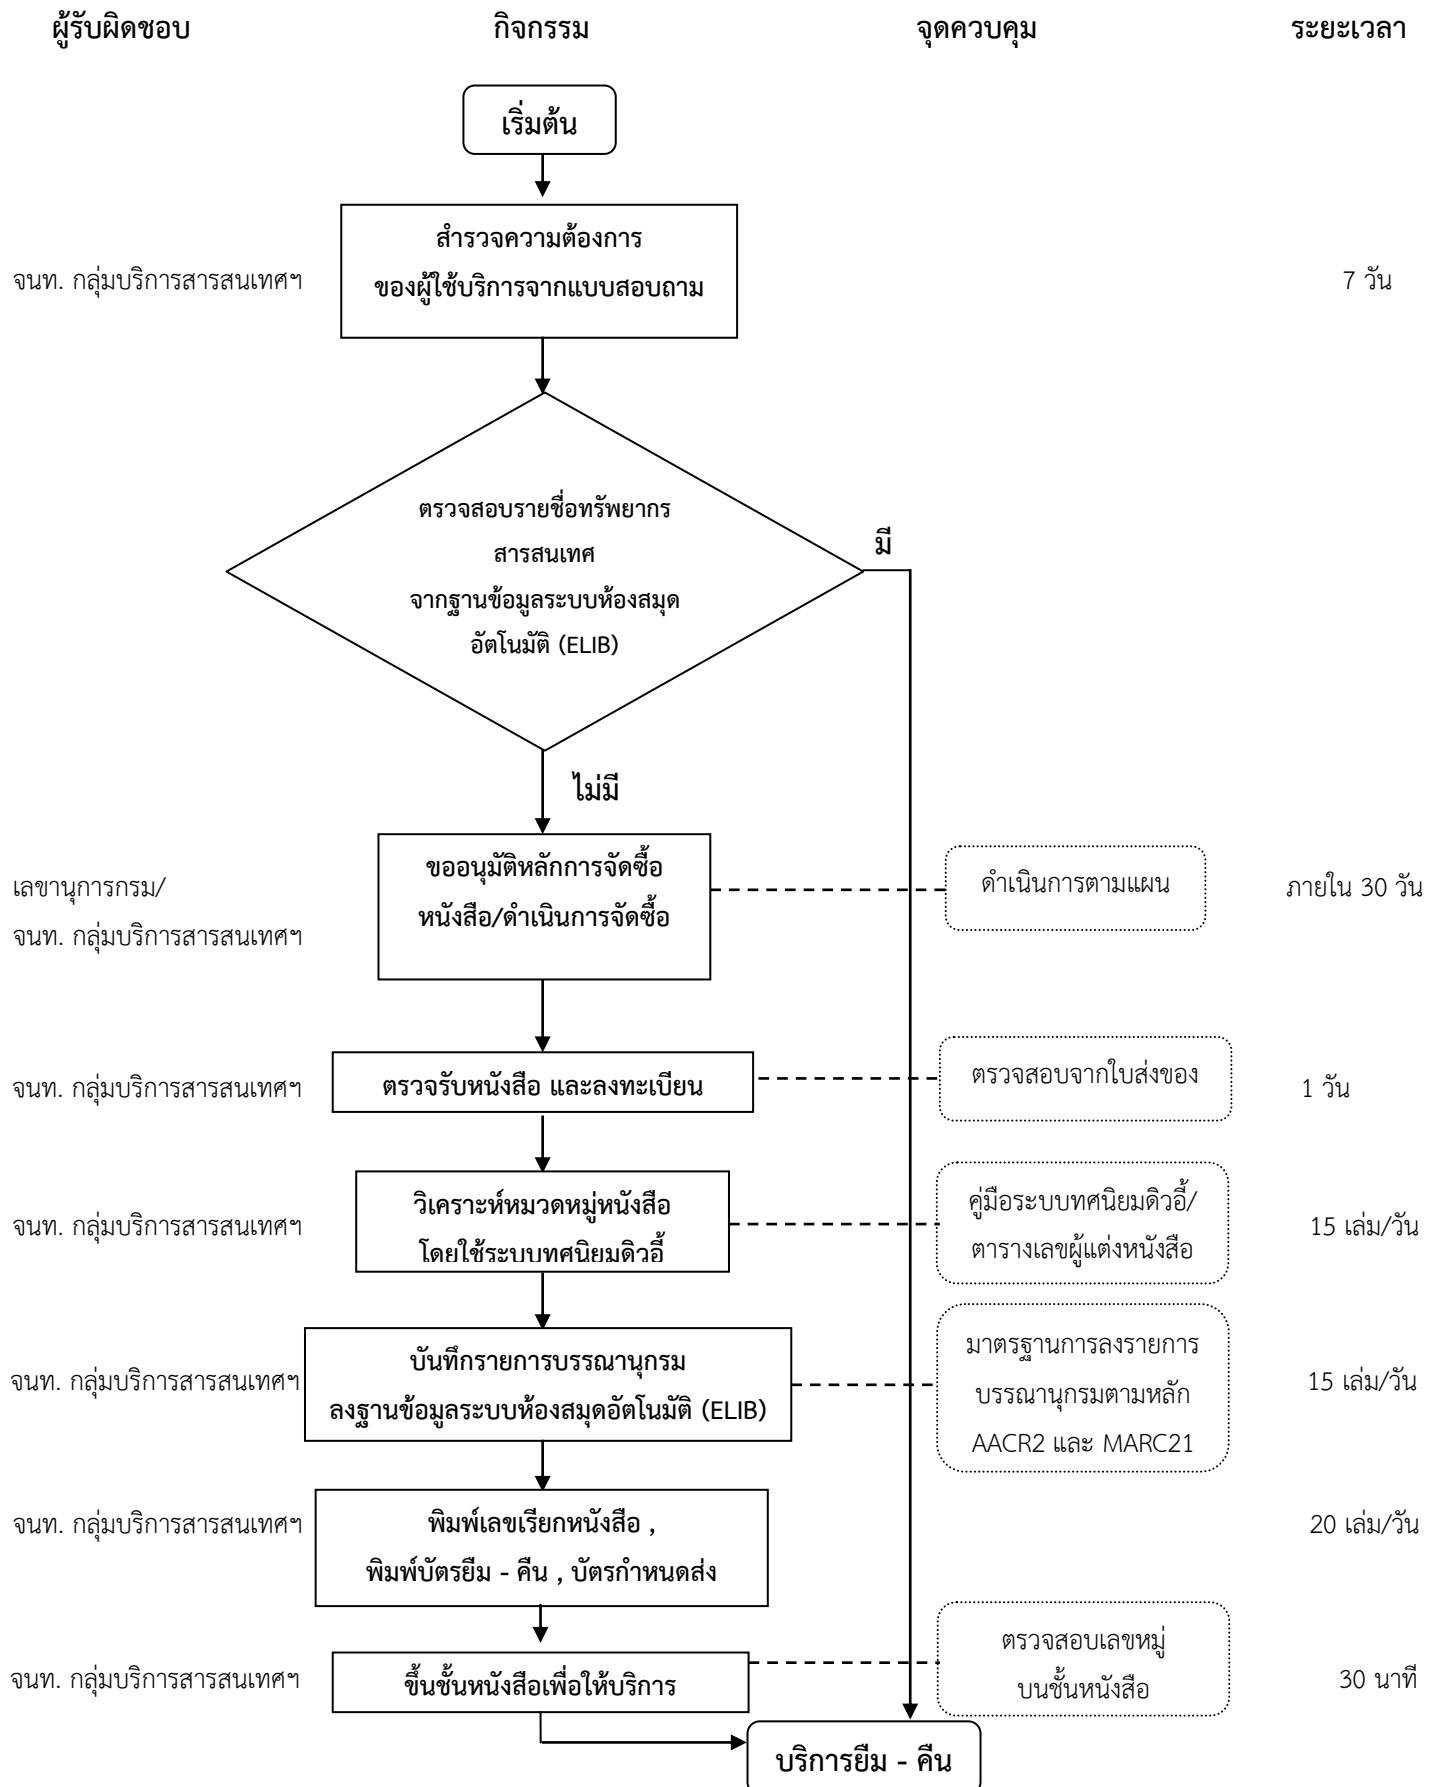 ผู้รับผิดชอบ กิจกรรม จุดควบคุม ระยะเวลา
เริ่มต้น
สำรวจความต้องการ
ของผู้ใช้บริการจากแบบสอบถาม
จนท. กลุ่มบริการสารสนเทศฯ
7 วัน
ตรวจสอบรายชื่อทรัพยากร
สารสนเทศ
จากฐานข้อมูลระบบห้องสมุด
อัตโนมัติ (ELIB)
มี
ไม่มี
เลขานุการกรม/
จนท. กลุ่มบริการสารสนเทศฯ
ขออนุมัติหลักการจัดซื้อ
หนังสือ/ดำเนินการจัดซื้อ
ดำเนินการตามแผน
ภายใน 30 วัน
จนท. กลุ่มบริการสารสนเทศฯ
ตรวจรับหนังสือ และลงทะเบียน
ตรวจสอบจากใบส่งของ
1 วัน
จนท. กลุ่มบริการสารสนเทศฯ
วิเคราะห์หมวดหมู่หนังสือ
โดยใช้ระบบทศนิยมดิวอี้
คู่มือระบบทศนิยมดิวอี้/
ตารางเลขผู้แต่งหนังสือ
15 เล่ม/วัน
จนท. กลุ่มบริการสารสนเทศฯ
บันทึกรายการบรรณานุกรม
ลงฐานข้อมูลระบบห้องสมุดอัตโนมัติ (ELIB)
มาตรฐานการลงรายการ
บรรณานุกรมตามหลัก
AACR2 และ MARC21
15 เล่ม/วัน
จนท. กลุ่มบริการสารสนเทศฯ
พิมพ์เลขเรียกหนังสือ ,
พิมพ์บัตรยืม - คืน , บัตรกำหนดส่ง
20 เล่ม/วัน
จนท. กลุ่มบริการสารสนเทศฯ
ขึ้นชั้นหนังสือเพื่อให้บริการ
ตรวจสอบเลขหมู่
บนชั้นหนังสือ
30 นาที
บริการยืม - คืน